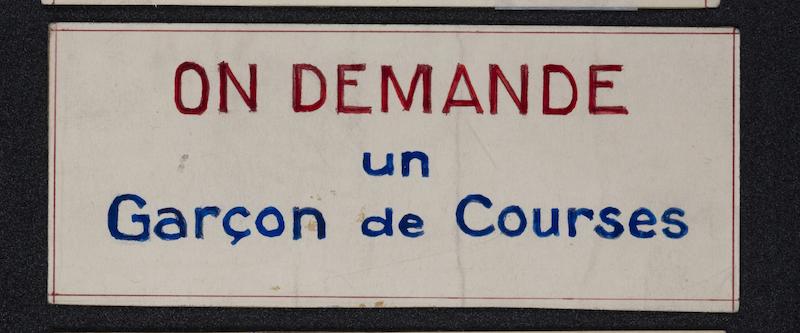 ON DEMANDE
un
Garçon de Courses